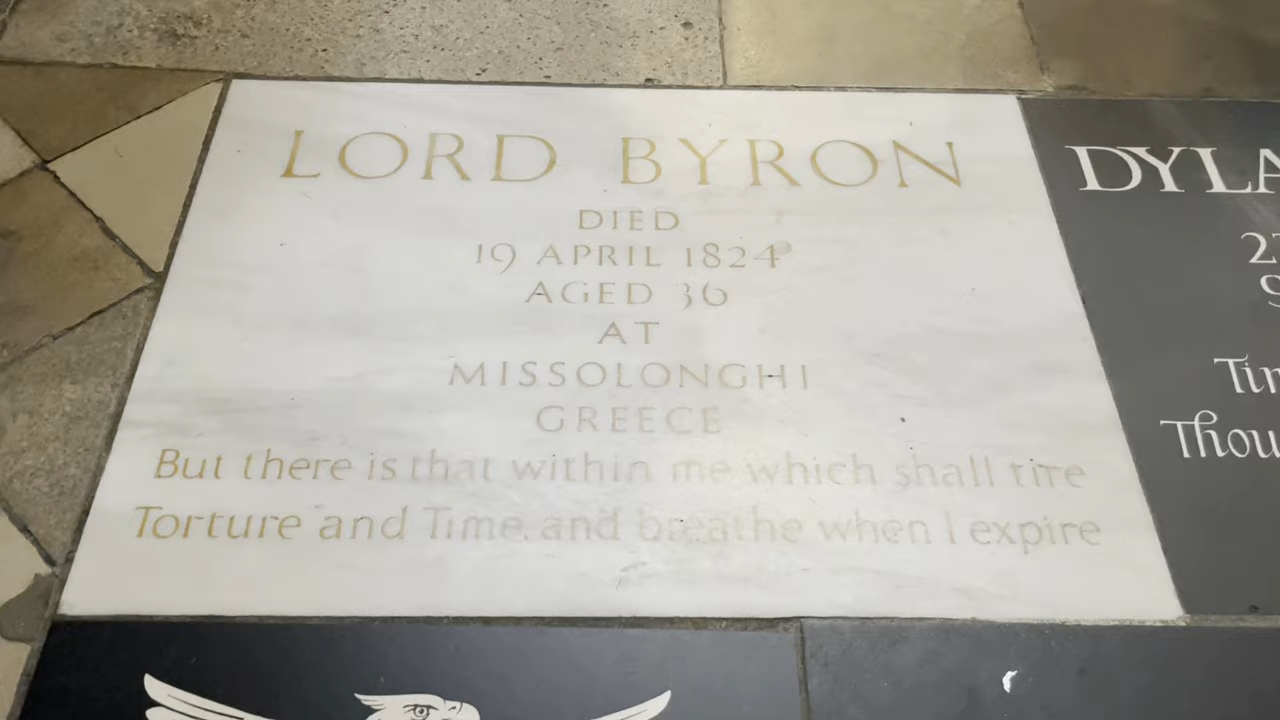 LORD BYRON
DIED
19 APRIL 1824
AGED 36
AT
MISSOLONGHI
GREECE
But there is that within me which shall tire
Torture and Time, and breathe when I expire
DYLA